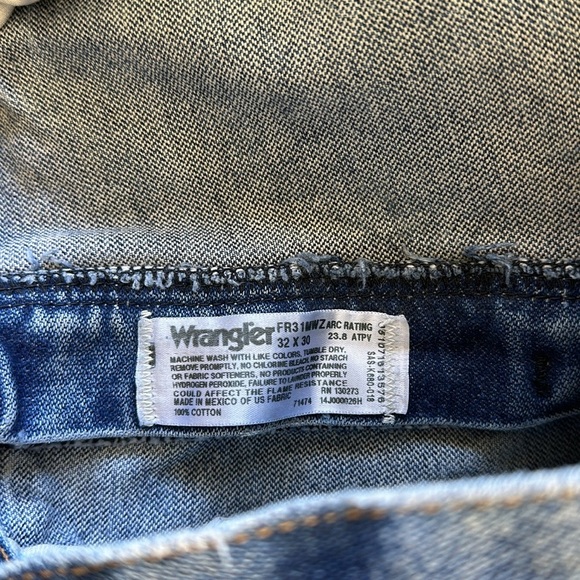 Wrangler FR31MWZ ARC RATING
32 X 30 23.8 ATPV
MACHINE WASH WITH LIKE COLORS, TUMBLE DRY.
REMOVE PROMPTLY, NO CHLORINE BLEACH, NO STARCH
OR FABRIC SOFTENERS, NO PRODUCTS CONTAINING
HYDROGEN PEROXIDE, FAILURE TO LAUNDER PROPERLY
COULD AFFECT THE FLAME RESISTANCE
MADE IN MEXICO OF US FABRIC RN 130273
100% COTTON 71474 14J000026H